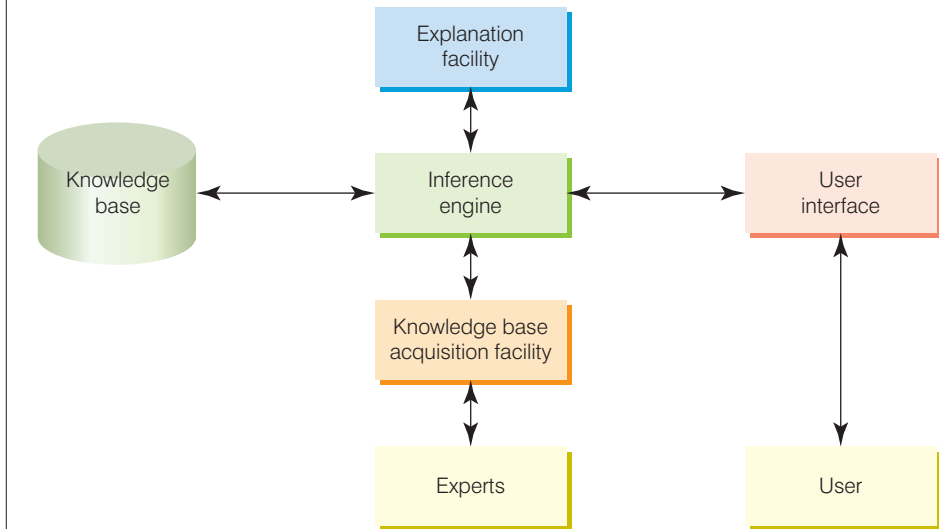 Explanation
facility
Knowledge
base
Inference
engine
User
interface
Knowledge base
acquisition facility
Experts
User